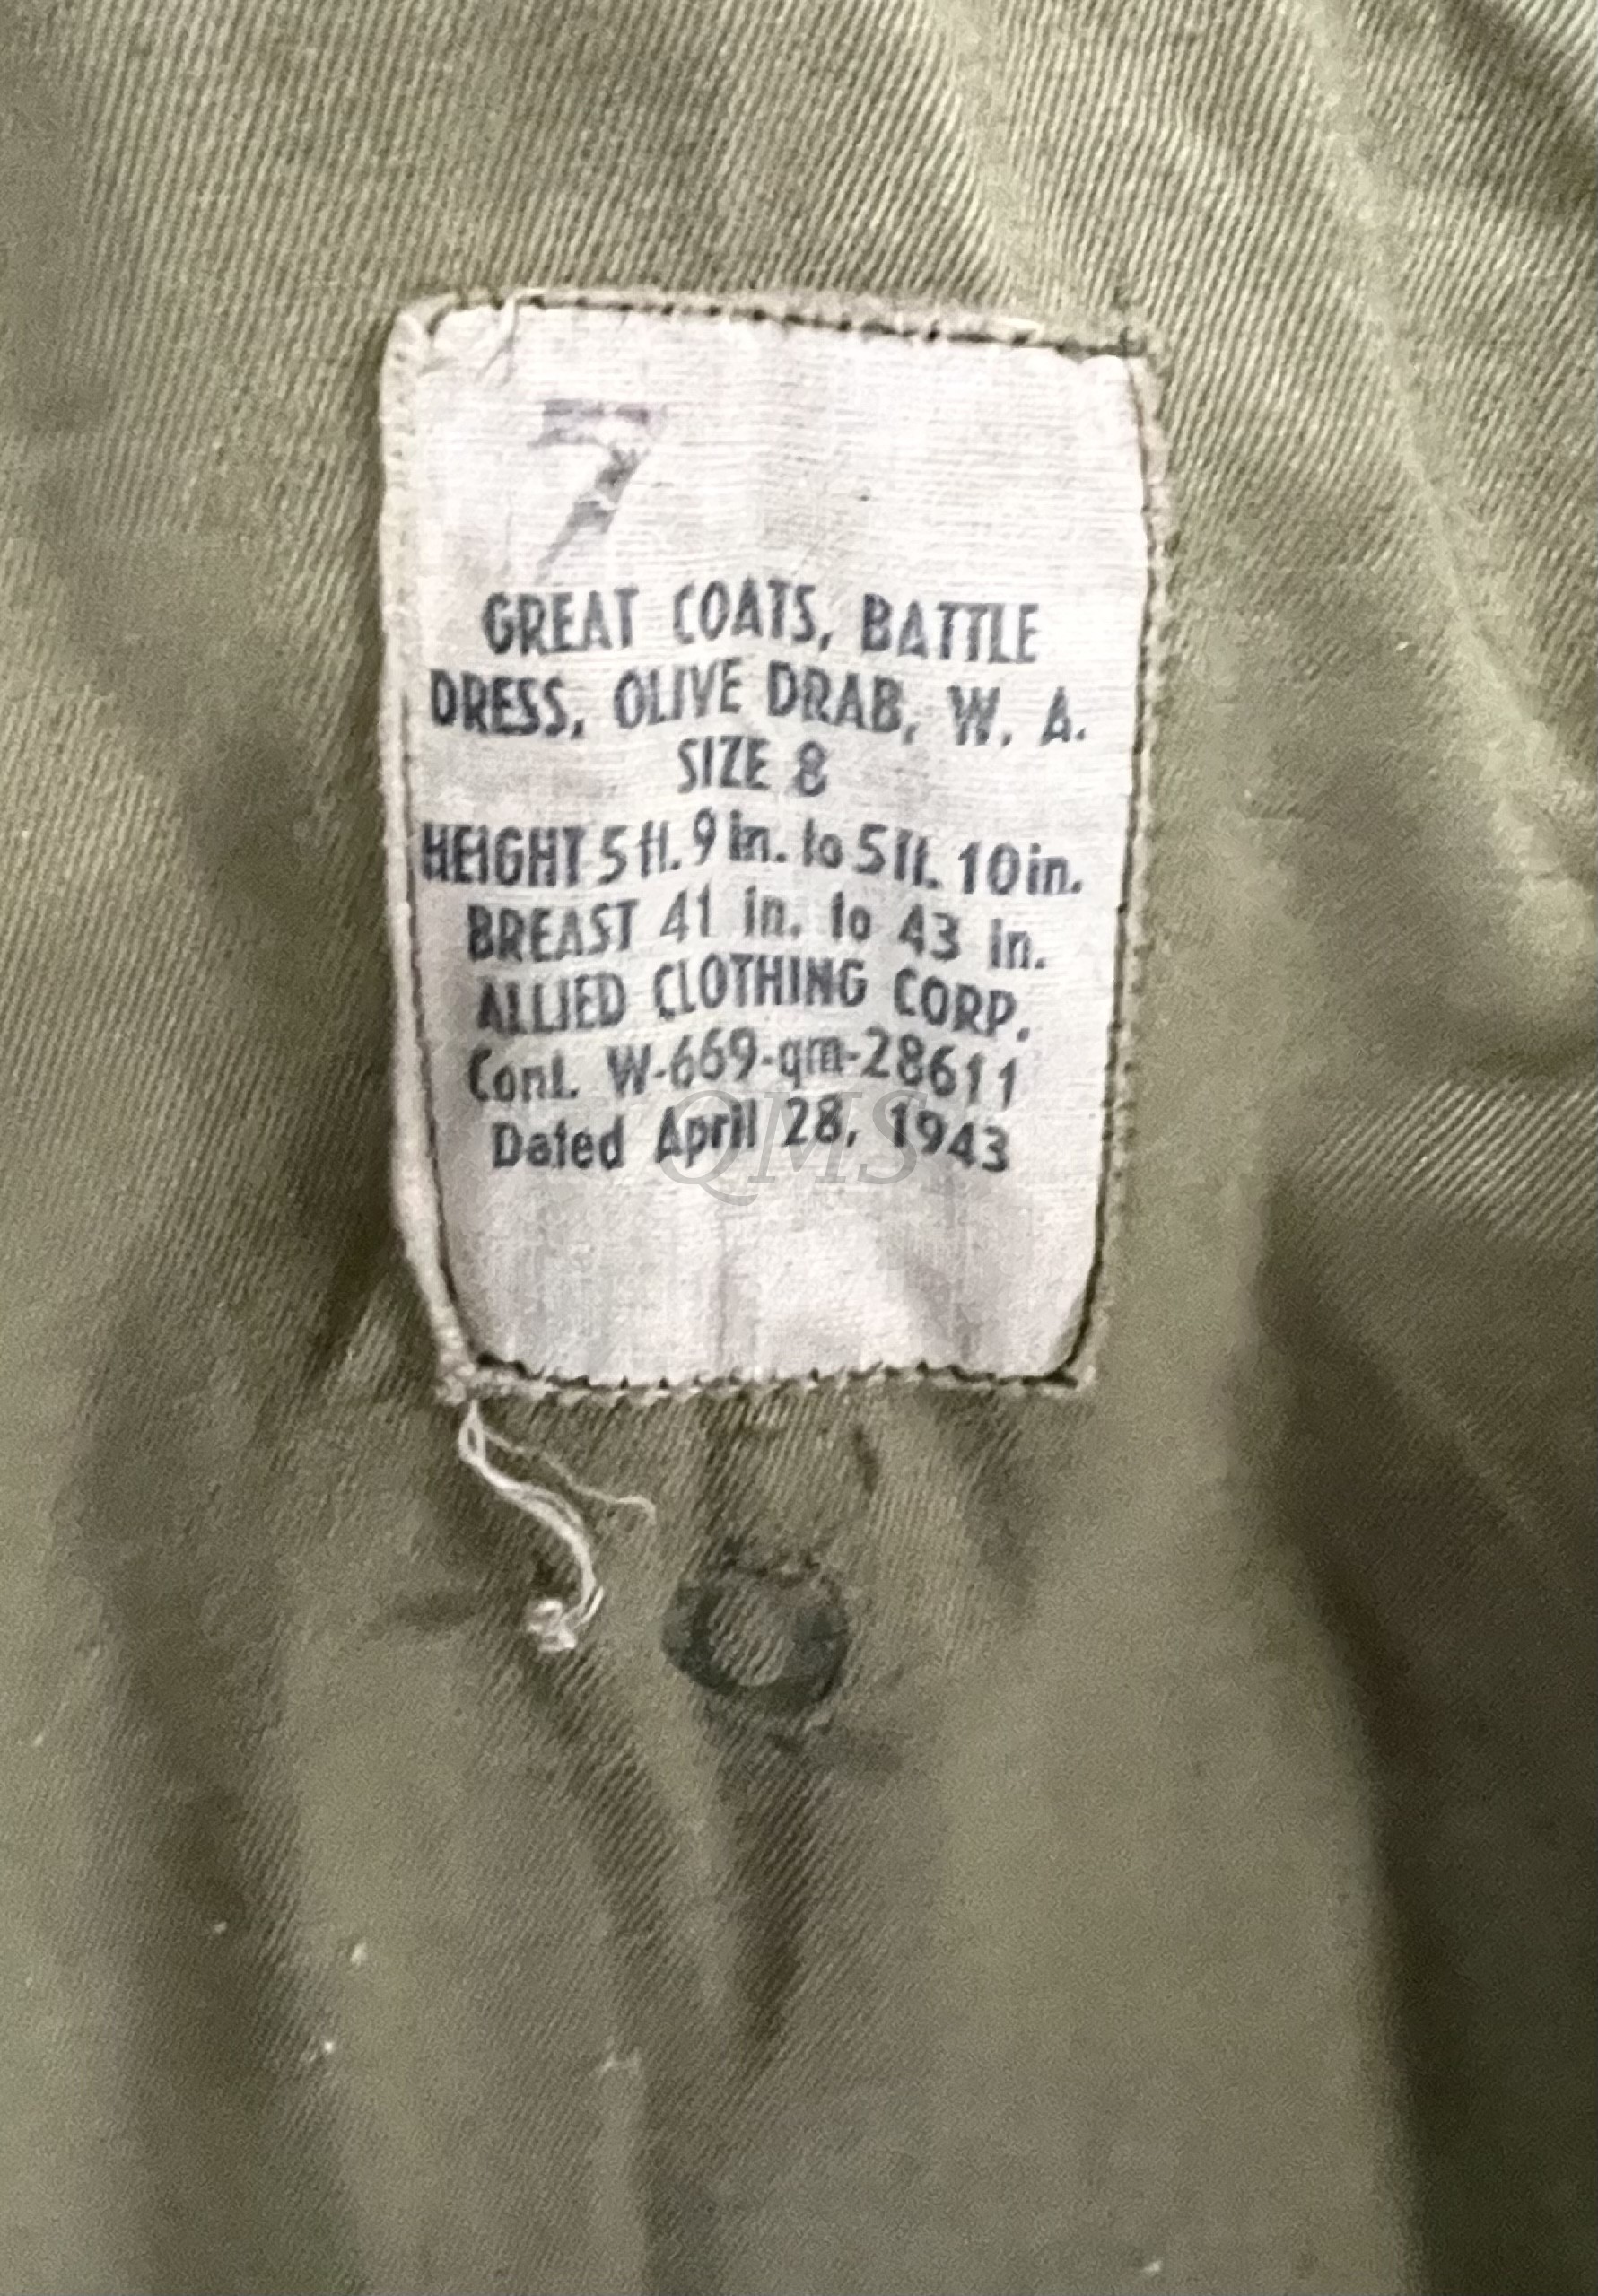 7
GREAT COATS, BATTLE
DRESS, OLIVE DRAB, W. A.
SIZE 8
HEIGHT 5 ft. 9 in. to 5 ft. 10 in.
BREAST 41 in. to 43 in.
ALLIED CLOTHING CORP.
Cont. W-669-qm-28611
Dated April 28, 1943
QMS